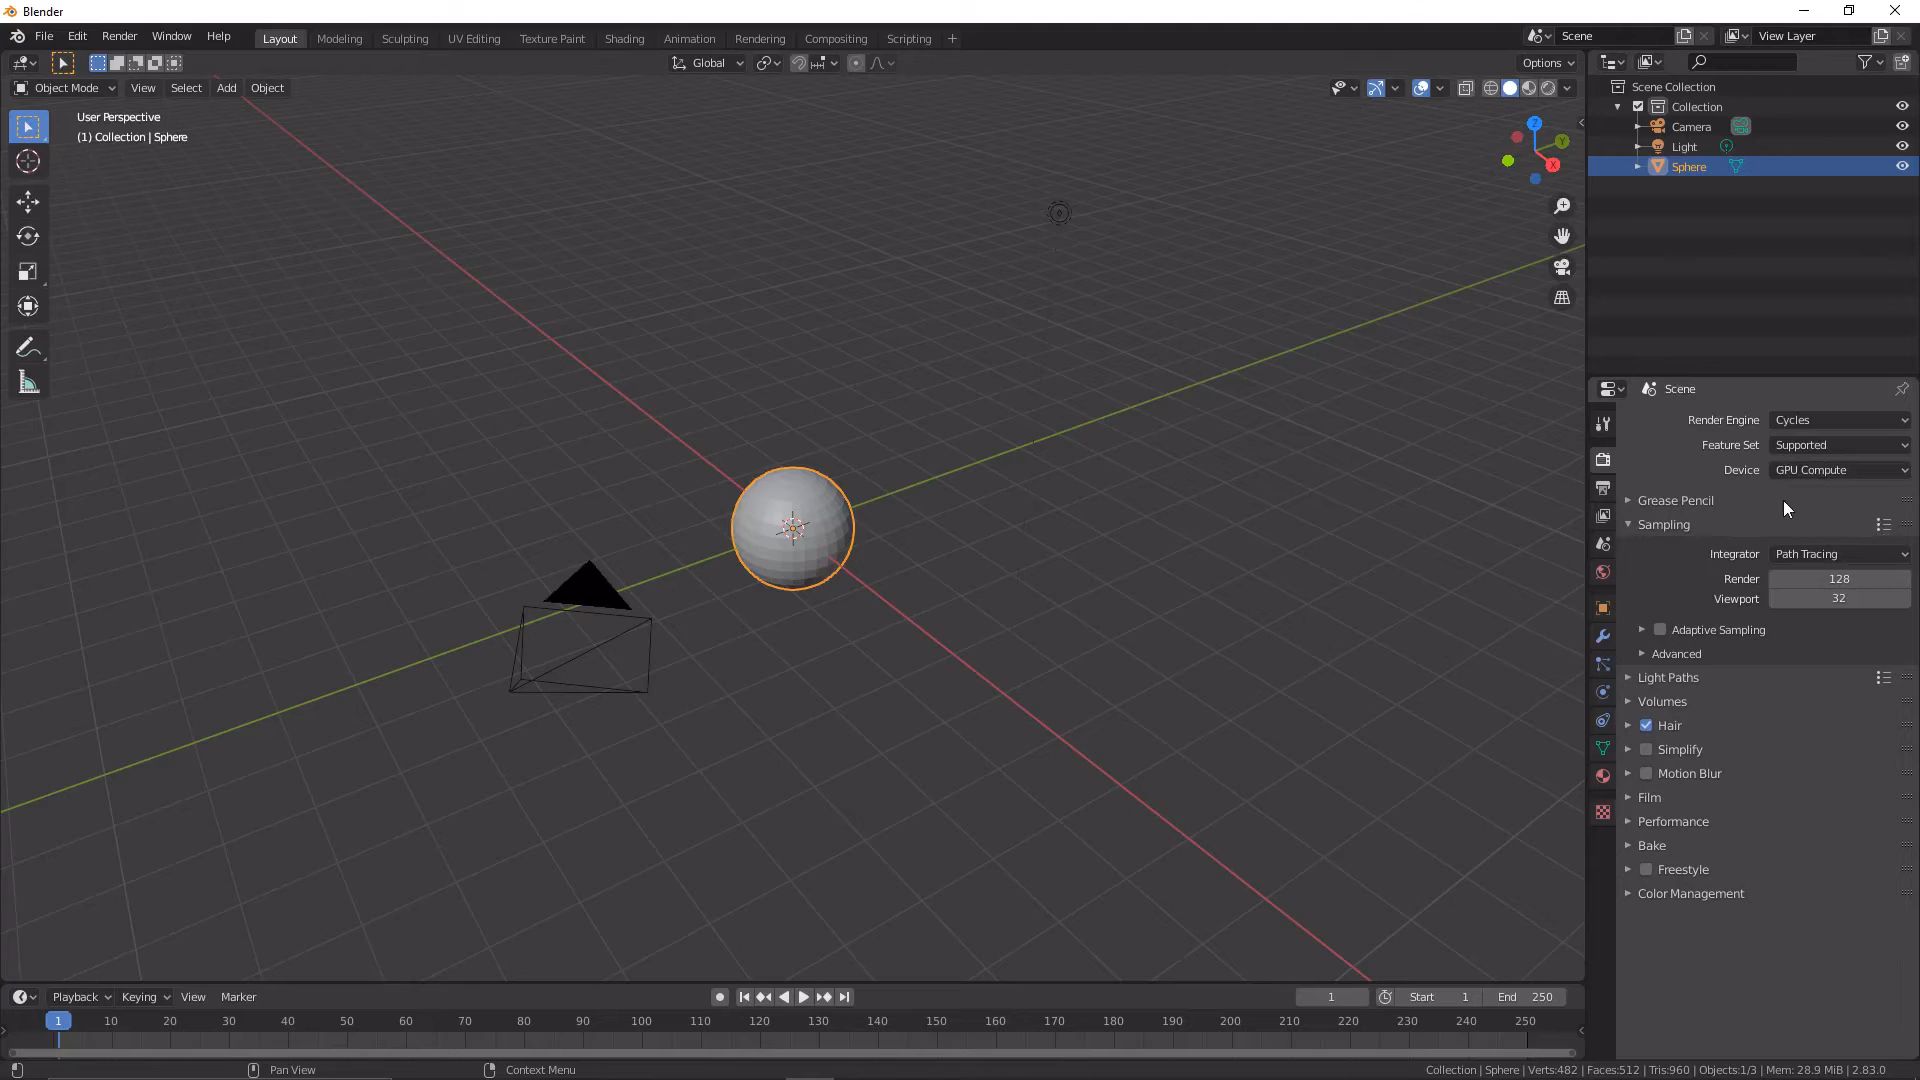 Blender
File Edit Render Window Help Layout Modeling Sculpting UV Editing Texture Paint Shading Animation Rendering Compositing Scripting + Scene View Layer
Global Options
Object Mode View Select Add Object
User Perspective
(1) Collection | Sphere
Z
Y
X
Scene Collection
Collection
Camera
Light
Sphere
Scene
Render Engine Cycles
Feature Set Supported
Device GPU Compute
Grease Pencil
Sampling
Integrator Path Tracing
Render 128
Viewport 32
Adaptive Sampling
Advanced
Light Paths
Volumes
Hair
Simplify
Motion Blur
Film
Performance
Bake
Freestyle
Color Management
Playback Keying View Marker 1 Start 1 End 250
1 10 20 30 40 50 60 70 80 90 100 110 120 130 140 150 160 170 180 190 200 210 220 230 240 250
Pan View Context Menu Collection | Sphere | Verts:482 | Faces:512 | Tris:960 | Objects:1/3 | Mem: 28.9 MiB | 2.83.0